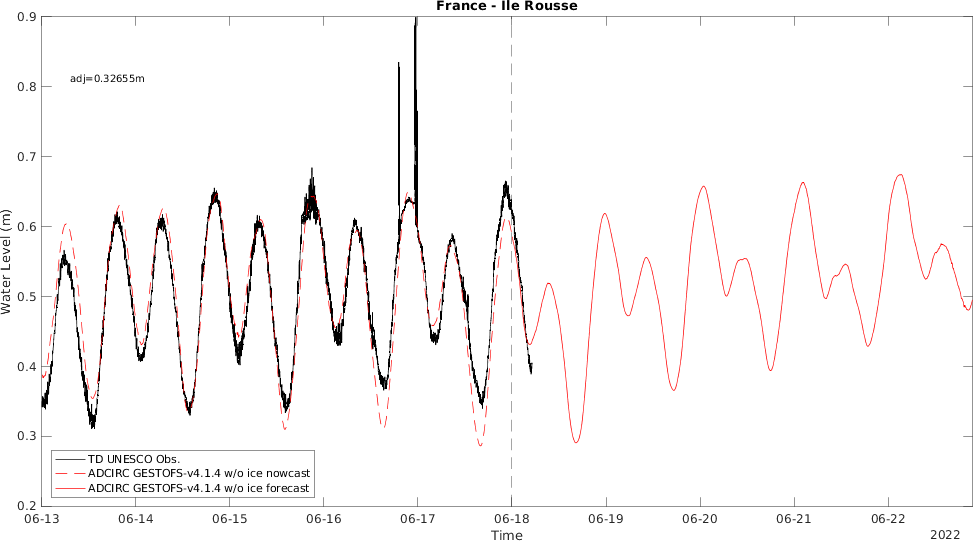 France - Ile Rousse
0.9
0.8
0.7
0.6
0.5
0.4
0.3
0.2
Water Level (m)
adj=0.32655m
TD UNESCO Obs.
ADCIRC GESTOFS-v4.1.4 w/o ice nowcast
ADCIRC GESTOFS-v4.1.4 w/o ice forecast
06-13 06-14 06-15 06-16 06-17 06-18 06-19 06-20 06-21 06-22
Time
2022